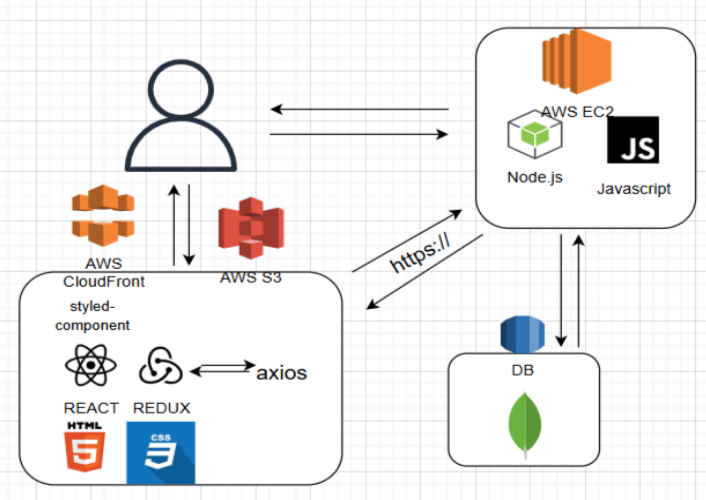 AWS EC2
Node.js
JS
Javascript
AWS
CloudFront
AWS S3
https://
styled-
component
axios
REACT
REDUX
HTML
5
CSS
3
DB